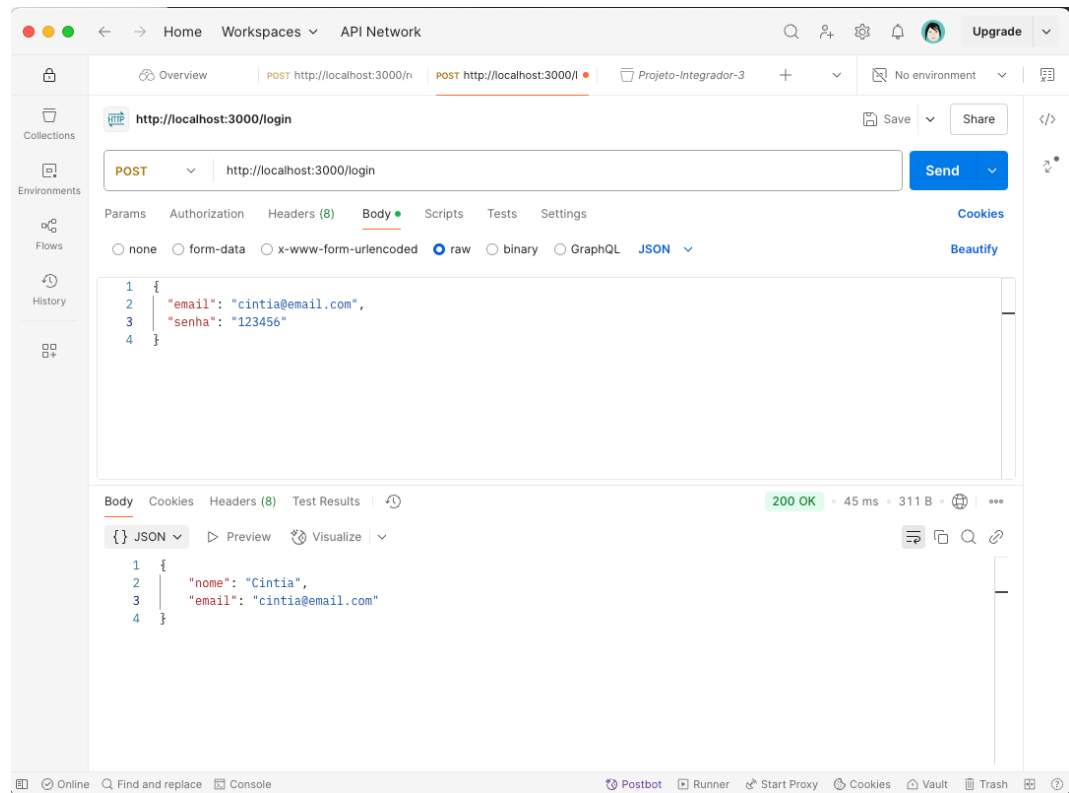 Home Workspaces API Network Upgrade
Overview POST http://localhost:3000/r POST http://localhost:3000/l Projeto-Integrador-3 No environment
HTTP http://localhost:3000/login Save Share
Collections
Environments
Flows
History
POST http://localhost:3000/login Send
Params Authorization Headers (8) Body Scripts Tests Settings Cookies
none form-data x-www-form-urlencoded raw binary GraphQL JSON Beautify
1 {
2 "email": "cintia@email.com",
3 "senha": "123456"
4 }
Body Cookies Headers (8) Test Results 200 OK 45 ms 311 B
{} JSON Preview Visualize
1 {
2 "nome": "Cintia",
3 "email": "cintia@email.com"
4 }
Online Find and replace Console Postbot Runner Start Proxy Cookies Vault Trash